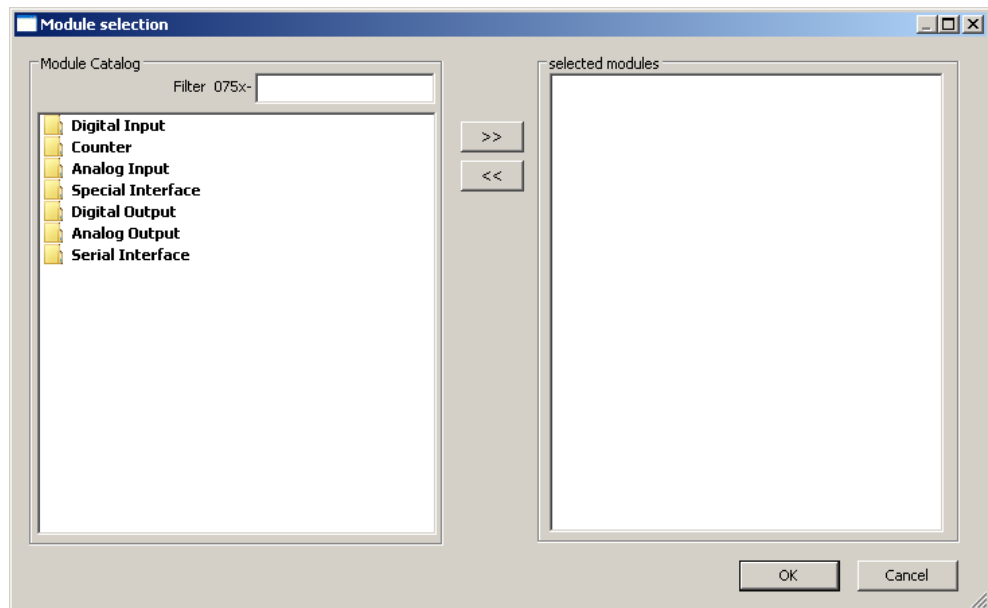 Module selection
Module Catalog
Filter 075x-
Digital Input
Counter
Analog Input
Special Interface
Digital Output
Analog Output
Serial Interface
>>
<<
selected modules
OK
Cancel